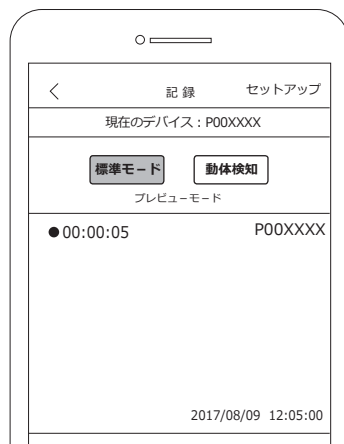 < 記録 セットアップ
現在のデバイス：P00XXXX
標準モード 動体検知
プレビューモード
●00:00:05 P00XXXX
2017/08/09 12:05:00